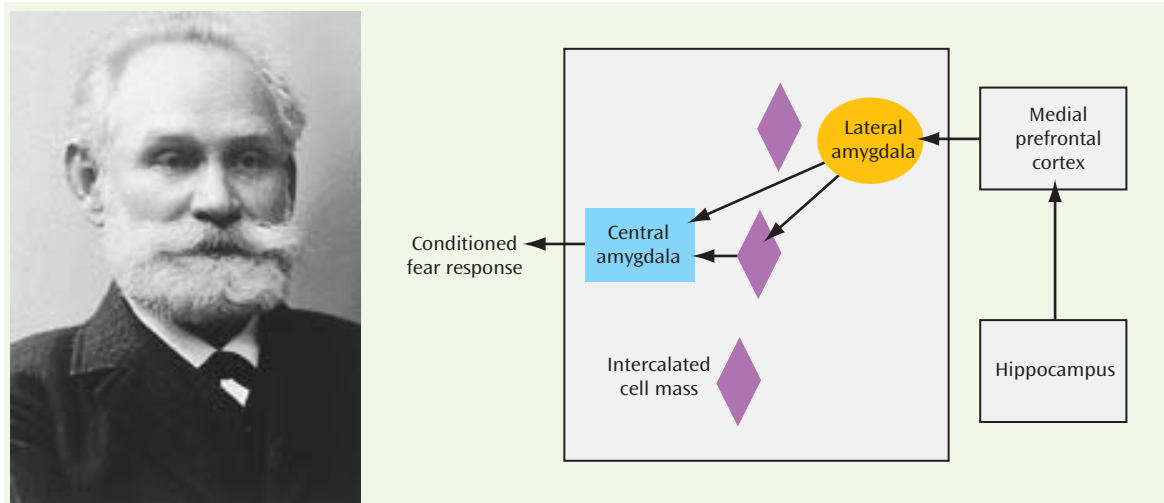 Lateral
amygdala
Medial
prefrontal
cortex
Central
amygdala
Conditioned
fear response
Intercalated
cell mass
Hippocampus